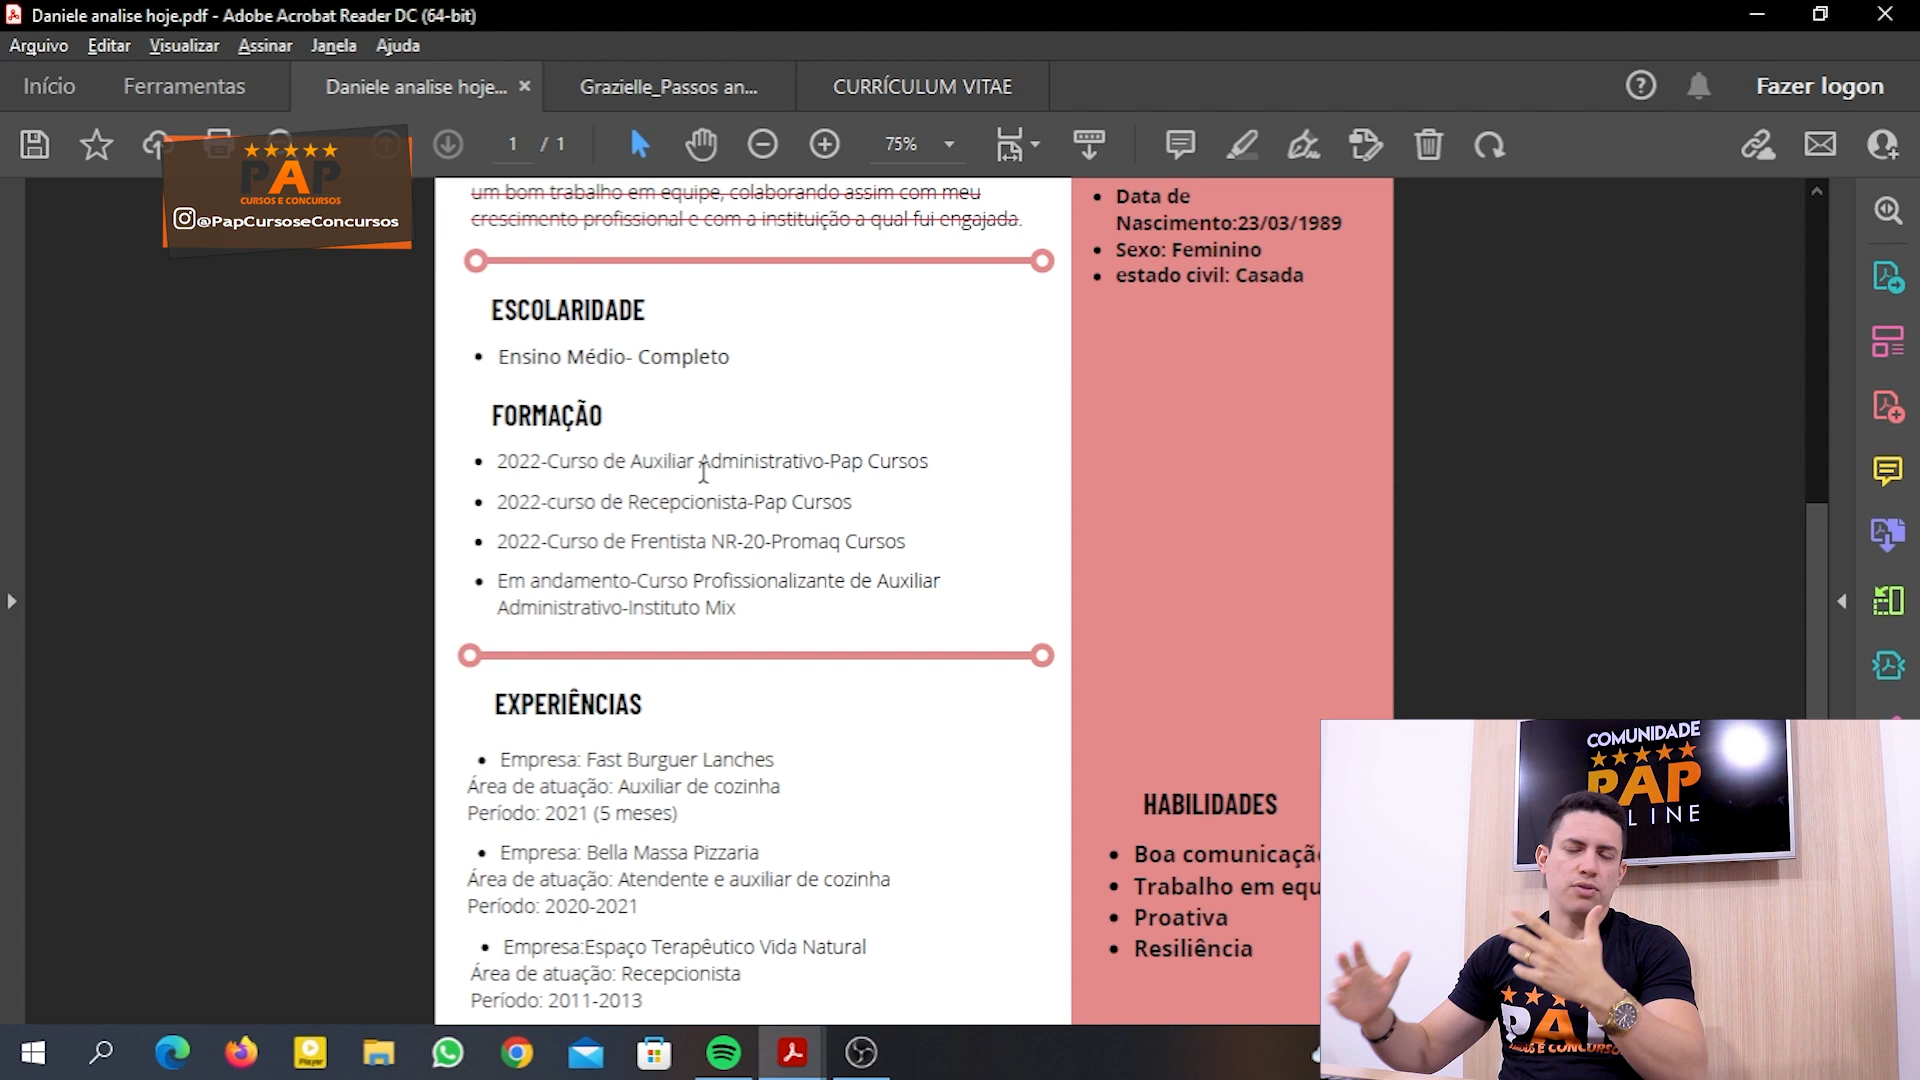 Daniele analise hoje.pdf - Adobe Acrobat Reader DC (64-bit)
Arquivo Editar Visualizar Assinar Janela Ajuda
Início Ferramentas Daniele analise hoje... Grazielle_Passos an... CURRÍCULUM VITAE Fazer logon
1 / 1 75%
PAP
CURSOS E CONCURSOS
@PapCursoseConcursos
um bom trabalho em equipe, colaborando assim com meu
crescimento profissional e com a instituição a qual fui engajada.
ESCOLARIDADE
• Ensino Médio- Completo
FORMAÇÃO
• 2022-Curso de Auxiliar Administrativo-Pap Cursos
• 2022-curso de Recepcionista-Pap Cursos
• 2022-Curso de Frentista NR-20-Promaq Cursos
• Em andamento-Curso Profissionalizante de Auxiliar
Administrativo-Instituto Mix
EXPERIÊNCIAS
• Empresa: Fast Burguer Lanches
Área de atuação: Auxiliar de cozinha
Período: 2021 (5 meses)
• Empresa: Bella Massa Pizzaria
Área de atuação: Atendente e auxiliar de cozinha
Período: 2020-2021
• Empresa:Espaço Terapêutico Vida Natural
Área de atuação: Recepcionista
Período: 2011-2013
• Data de
Nascimento:23/03/1989
• Sexo: Feminino
• estado civil: Casada
HABILIDADES
• Boa comunicaçã
• Trabalho em equ
• Proativa
• Resiliência
COMUNIDADE
PAP
LINE
PAP
E CONCURSO
Player